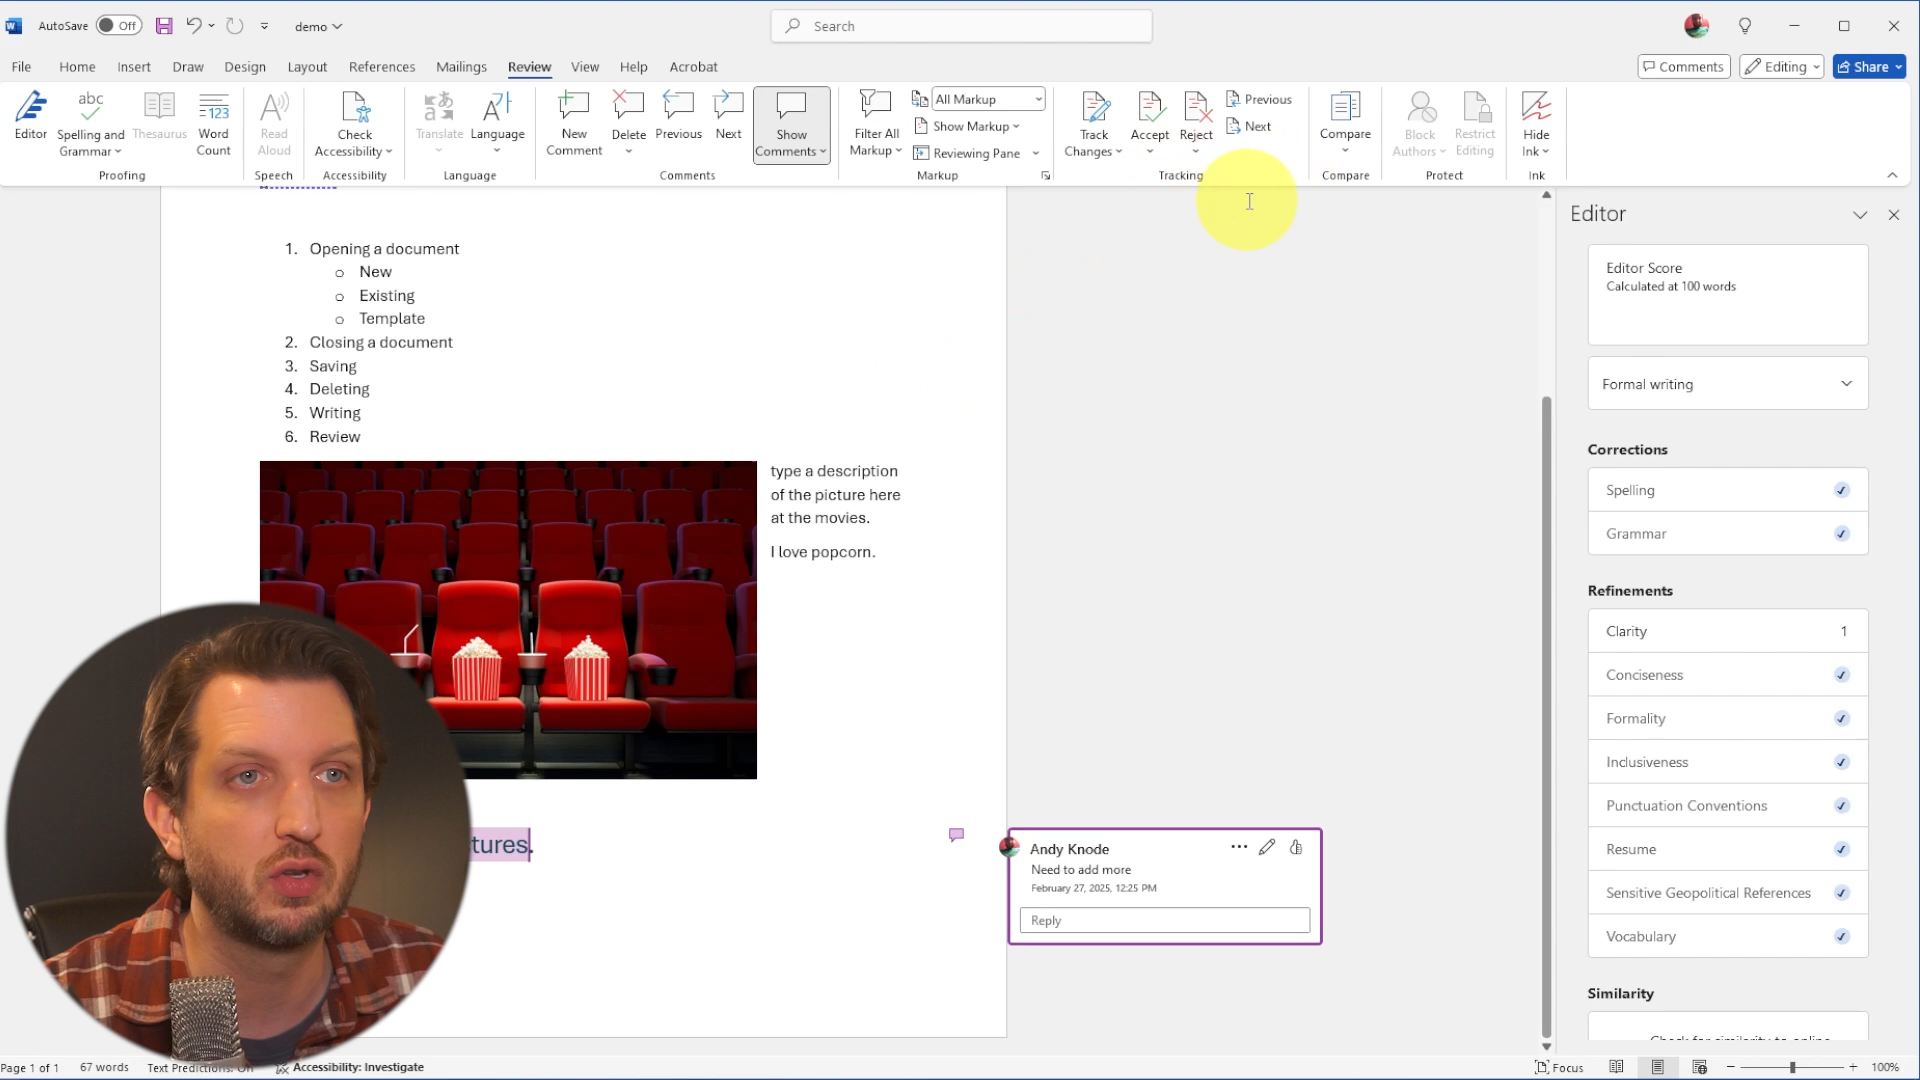 AutoSave Off demo Search
File Home Insert Draw Design Layout References Mailings Review View Help Acrobat Comments Editing Share
Editor
Spelling and Grammar
Thesaurus
Word Count
Proofing
Read Aloud
Speech
Check Accessibility
Accessibility
Translate
Language
Language
New Comment
Delete
Previous
Next
Show Comments
Comments
Filter All Markup
All Markup
Show Markup
Reviewing Pane
Markup
Track Changes
Accept
Reject
Previous
Next
Tracking
Compare
Compare
Block Authors
Restrict Editing
Protect
Hide Ink
Ink
1. Opening a document
o New
o Existing
o Template
2. Closing a document
3. Saving
4. Deleting
5. Writing
6. Review
type a description
of the picture here
at the movies.
I love popcorn.
tures.
Andy Knode
Need to add more
February 27, 2025, 12:25 PM
Reply
Editor
Editor Score
Calculated at 100 words
Formal writing
Corrections
Spelling
Grammar
Refinements
Clarity 1
Conciseness
Formality
Inclusiveness
Punctuation Conventions
Resume
Sensitive Geopolitical References
Vocabulary
Similarity
Page 1 of 1 67 words Text Predictions: On Accessibility: Investigate Focus 100%